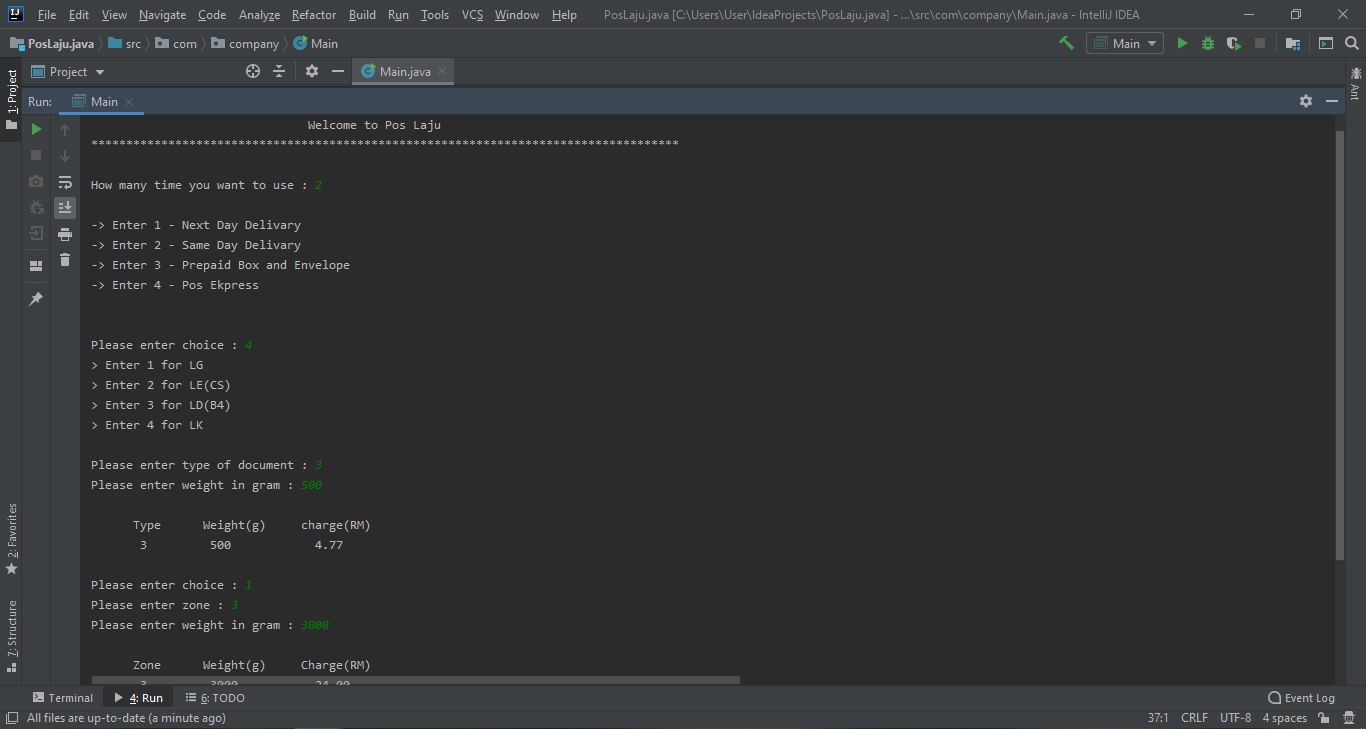 File Edit View Navigate Code Analyze Refactor Build Run Tools VCS Window Help PosLaju.java [C:\Users\User\IdeaProjects\PosLaju.java] - ...\src\com\company\Main.java - IntelliJ IDEA
PosLaju.java src com company Main Main
1: Project
Project Main.java
Ant
Run: Main
Welcome to Pos Laju
************************************************************************************
How many time you want to use : 2
-> Enter 1 - Next Day Delivary
-> Enter 2 - Same Day Delivary
-> Enter 3 - Prepaid Box and Envelope
-> Enter 4 - Pos Ekpress
Please enter choice : 4
> Enter 1 for LG
> Enter 2 for LE(CS)
> Enter 3 for LD(B4)
> Enter 4 for LK
Please enter type of document : 3
Please enter weight in gram : 500
Type Weight(g) charge(RM)
3 500 4.77
Please enter choice : 1
Please enter zone : 3
Please enter weight in gram : 3000
Zone Weight(g) Charge(RM)
3 3000 24.00
2: Favorites
7: Structure
Terminal 4: Run 6: TODO Event Log
All files are up-to-date (a minute ago) 37:1 CRLF UTF-8 4 spaces